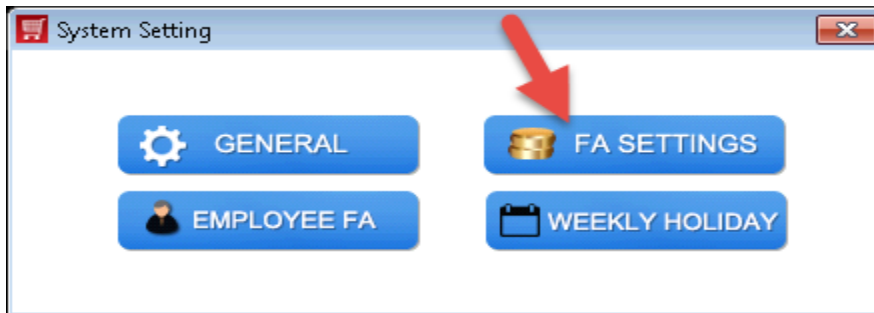 System Setting
GENERAL
FA SETTINGS
EMPLOYEE FA
WEEKLY HOLIDAY